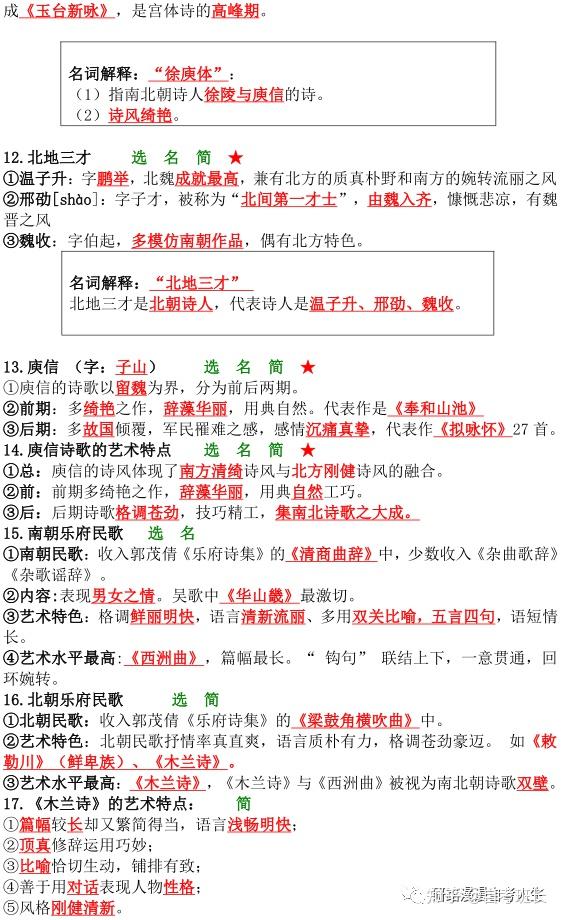 成《玉台新咏》，是宫体诗的高峰期。
名词解释：“徐庾体”：
（1）指南北朝诗人徐陵与庾信的诗。
（2）诗风绮艳。
12.北地三才 选 名 简 ★
①温子升：字鹏举，北魏成就最高，兼有北方的质真朴野和南方的婉转流丽之风
②邢劭[shào]：字子才，被称为“北间第一才士”，由魏入齐，慷慨悲凉，有魏
晋之风
③魏收：字伯起，多模仿南朝作品，偶有北方特色。
名词解释：“北地三才”
北地三才是北朝诗人，代表诗人是温子升、邢劭、魏收。
13.庾信 （字：子山） 选 名 简 ★
①庾信的诗歌以留魏为界，分为前后两期。
②前期：多绮艳之作，辞藻华丽，用典自然。代表作是《奉和山池》
③后期：多故国倾覆，军民罹难之感，感情沉痛真挚，代表作《拟咏怀》27 首。
14.庾信诗歌的艺术特点 选 名 简 ★
①总：庾信的诗风体现了南方清绮诗风与北方刚健诗风的融合。
②前：前期多绮艳之作，辞藻华丽，用典自然工巧。
③后：后期诗歌格调苍劲，技巧精工，集南北诗歌之大成。
15.南朝乐府民歌 选 名
①南朝民歌：收入郭茂倩《乐府诗集》的《清商曲辞》中，少数收入《杂曲歌辞》
《杂歌谣辞》。
②内容:表现男女之情。吴歌中《华山畿》最激切。
③艺术特色：格调鲜丽明快，语言清新流丽、多用双关比喻，五言四句，语短情
长。
④艺术水平最高:《西洲曲》，篇幅最长。“ 钩句” 联结上下，一意贯通，回
环婉转。
16.北朝乐府民歌 选 简
①北朝民歌：收入郭茂倩《乐府诗集》的《梁鼓角横吹曲》中。
②艺术特色：北朝民歌抒情率真直爽，语言质朴有力，格调苍劲豪迈。 如《敕
勒川》（鲜卑族）、《木兰诗》。
③艺术水平最高：《木兰诗》，《木兰诗》与《西洲曲》被视为南北朝诗歌双壁。
17.《木兰诗》的艺术特点： 简
①篇幅较长却又繁简得当，语言浅畅明快；
②顶真修辞运用巧妙；
③比喻恰切生动，铺排有致；
④善于用对话表现人物性格；
⑤风格刚健清新。